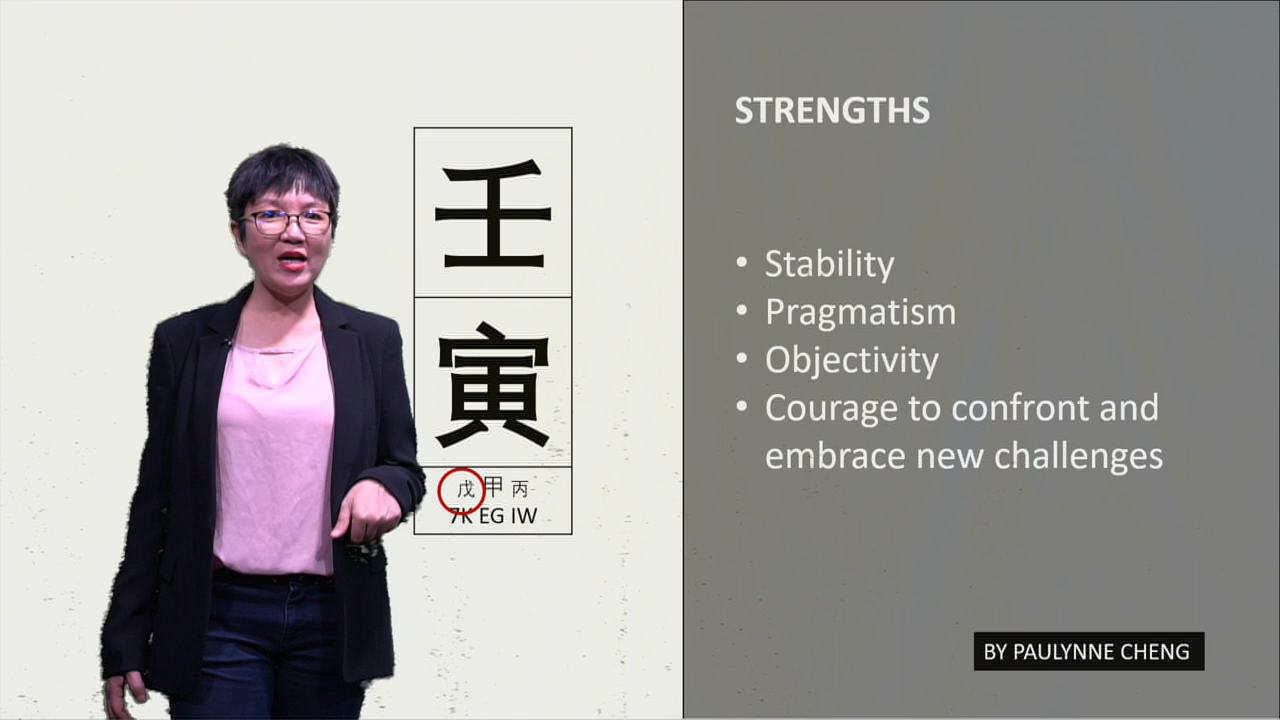 壬
寅
戊 甲 丙
7K EG IW
STRENGTHS
• Stability
• Pragmatism
• Objectivity
• Courage to confront and
embrace new challenges
BY PAULYNNE CHENG